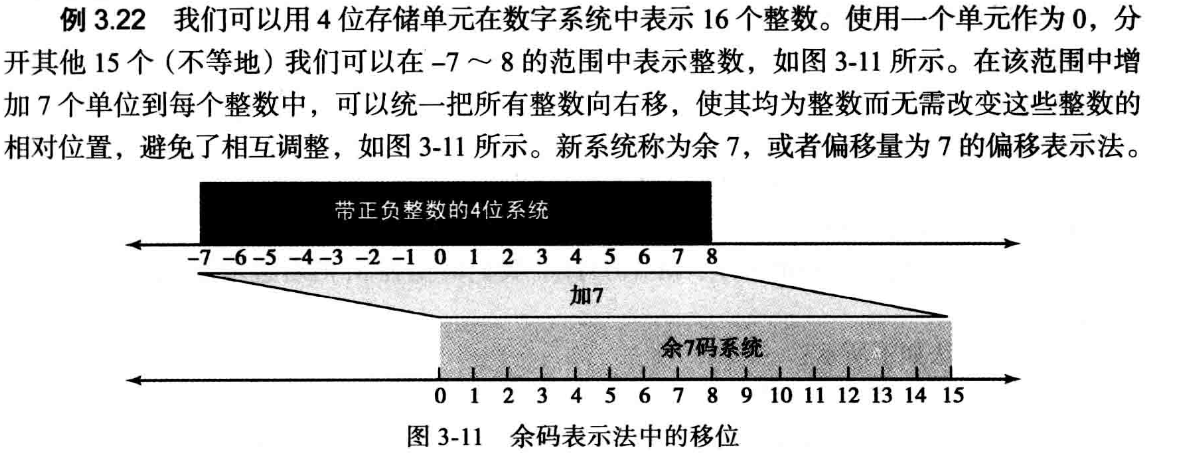 例 3.22 我们可以用 4 位存储单元在数字系统中表示 16 个整数。使用一个单元作为 0，分
开其他 15 个（不等地）我们可以在 –7 ～ 8 的范围中表示整数，如图 3-11 所示。在该范围中增
加 7 个单位到每个整数中，可以统一把所有整数向右移，使其均为整数而无需改变这些整数的
相对位置，避免了相互调整，如图 3-11 所示。新系统称为余 7，或者偏移量为 7 的偏移表示法。
带正负整数的4位系统
–7 –6 –5 –4 –3 –2 –1 0 1 2 3 4 5 6 7 8
加7
余7码系统
0 1 2 3 4 5 6 7 8 9 10 11 12 13 14 15
图 3-11 余码表示法中的移位